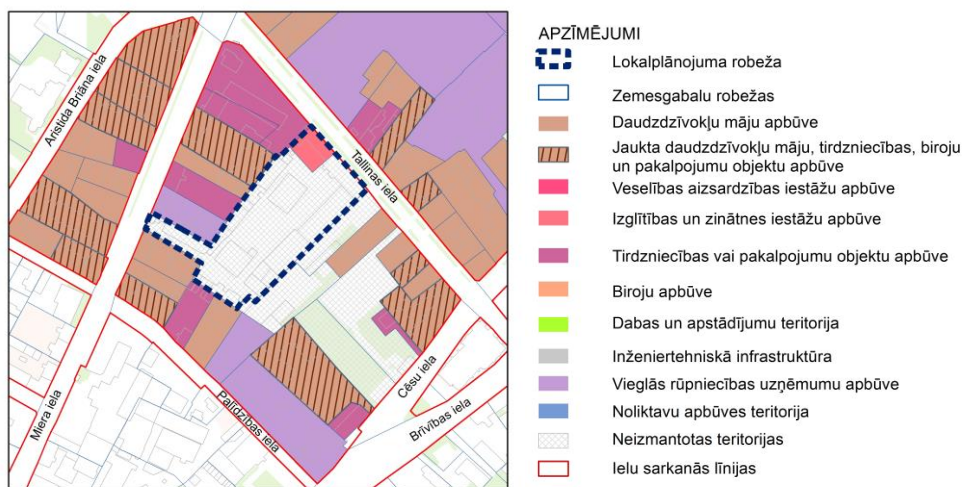 Aristida Briāna iela
Tallinas iela
Miera iela
Palīdzības iela
Cēsu iela
Brīvības iela
APZĪMĒJUMI
Lokalplānojuma robeža
Zemesgabalu robežas
Daudzdzīvokļu māju apbūve
Jaukta daudzdzīvokļu māju, tirdzniecības, biroju
un pakalpojumu objektu apbūve
Veselības aizsardzības iestāžu apbūve
Izglītības un zinātnes iestāžu apbūve
Tirdzniecības vai pakalpojumu objektu apbūve
Biroju apbūve
Dabas un apstādījumu teritorija
Inženiertehniskā infrastruktūra
Vieglās rūpniecības uzņēmumu apbūve
Noliktavu apbūves teritorija
Neizmantotas teritorijas
Ielu sarkanās līnijas